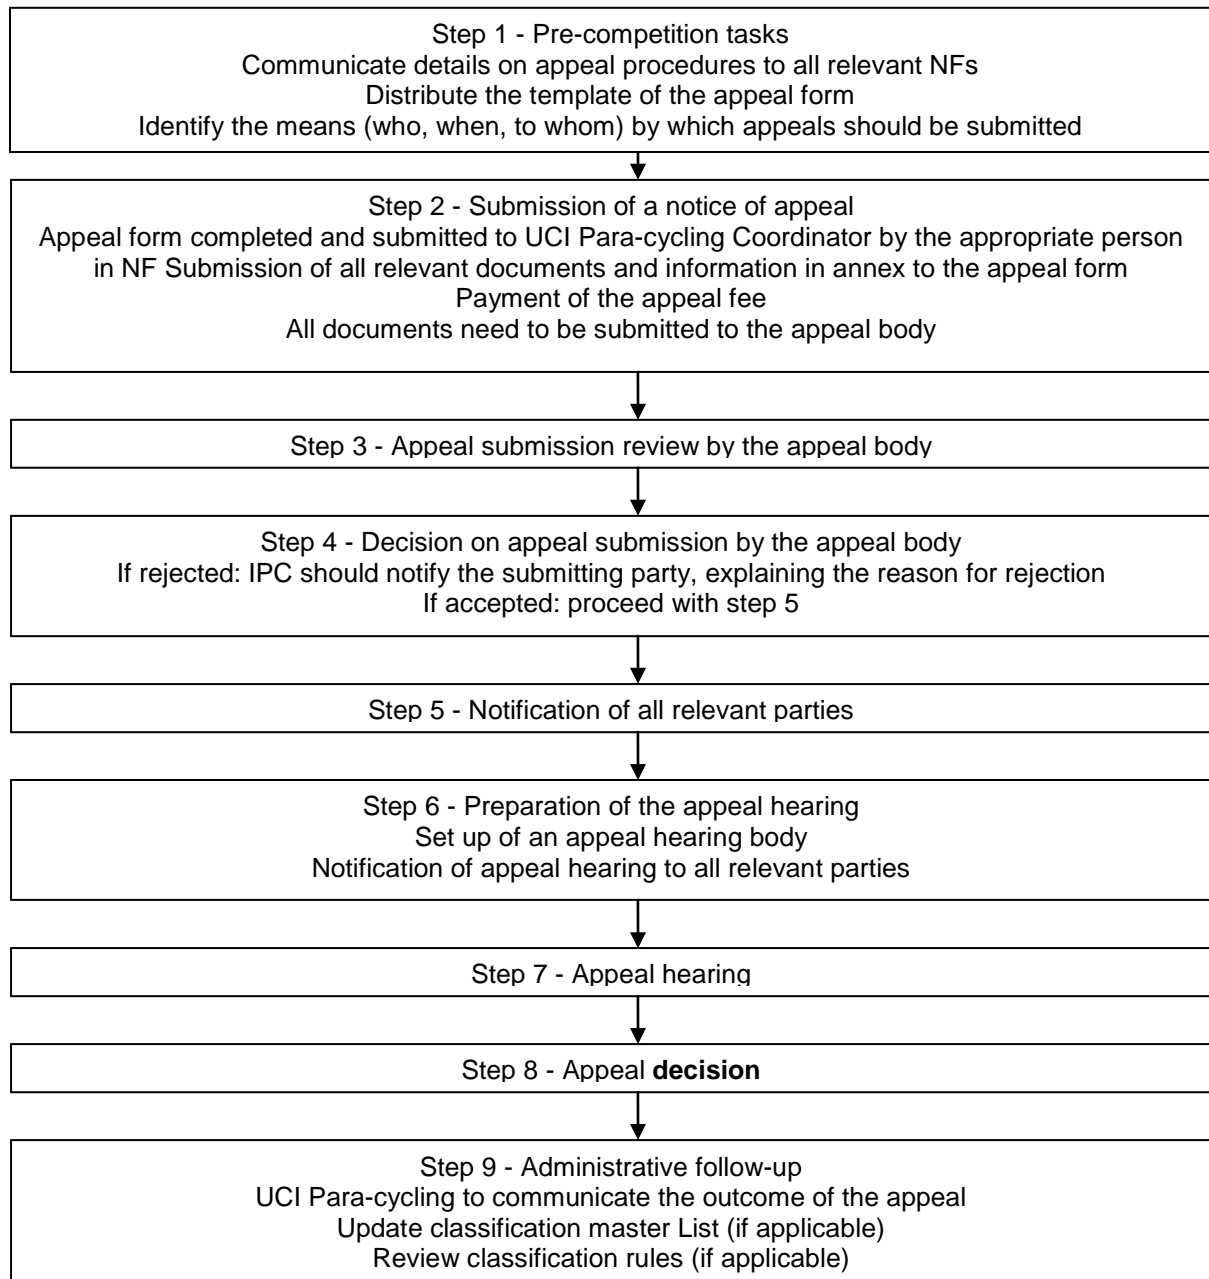 Step 1 - Pre-competition tasks
Communicate details on appeal procedures to all relevant NFs
Distribute the template of the appeal form
Identify the means (who, when, to whom) by which appeals should be submitted
Step 2 - Submission of a notice of appeal
Appeal form completed and submitted to UCI Para-cycling Coordinator by the appropriate person
in NF Submission of all relevant documents and information in annex to the appeal form
Payment of the appeal fee
All documents need to be submitted to the appeal body
Step 3 - Appeal submission review by the appeal body
Step 4 - Decision on appeal submission by the appeal body
If rejected: IPC should notify the submitting party, explaining the reason for rejection
If accepted: proceed with step 5
Step 5 - Notification of all relevant parties
Step 6 - Preparation of the appeal hearing
Set up of an appeal hearing body
Notification of appeal hearing to all relevant parties
Step 7 - Appeal hearing
Step 8 - Appeal decision
Step 9 - Administrative follow-up
UCI Para-cycling to communicate the outcome of the appeal
Update classification master List (if applicable)
Review classification rules (if applicable)